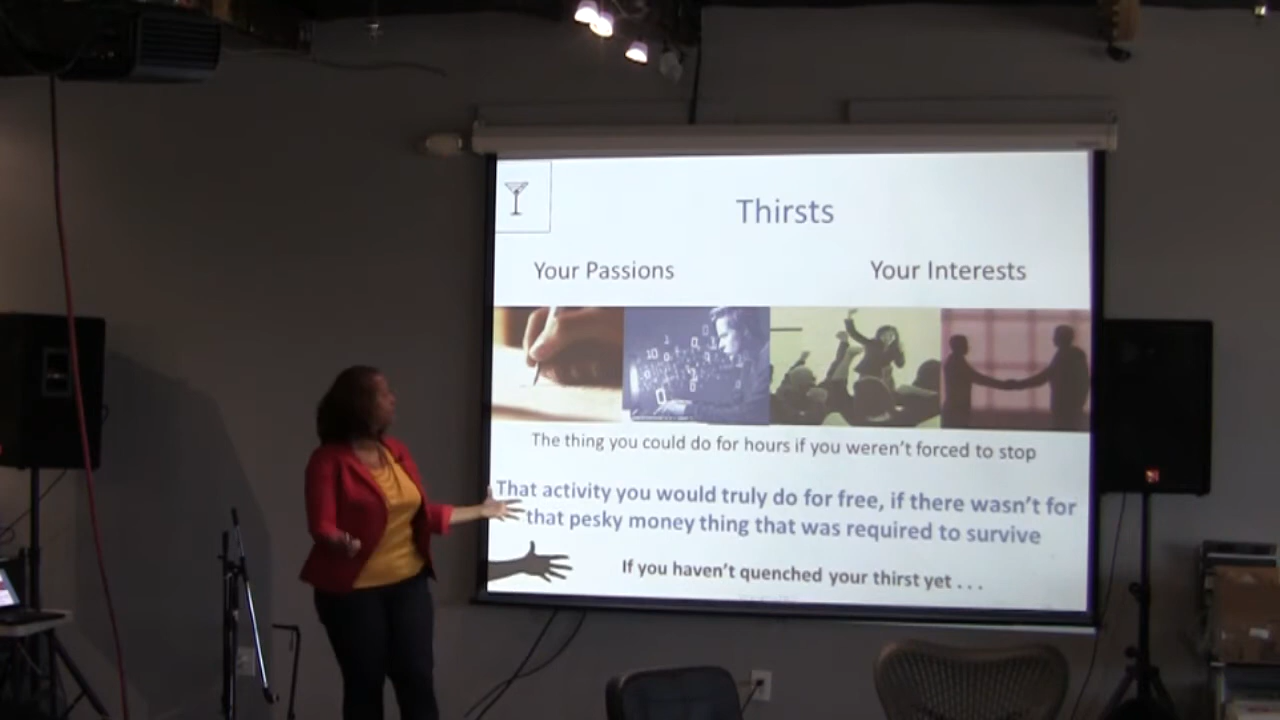 Thirsts
Your Passions
Your Interests
The thing you could do for hours if you weren't forced to stop
That activity you would truly do for free, if there wasn't for
that pesky money thing that was required to survive
If you haven't quenched your thirst yet . . .